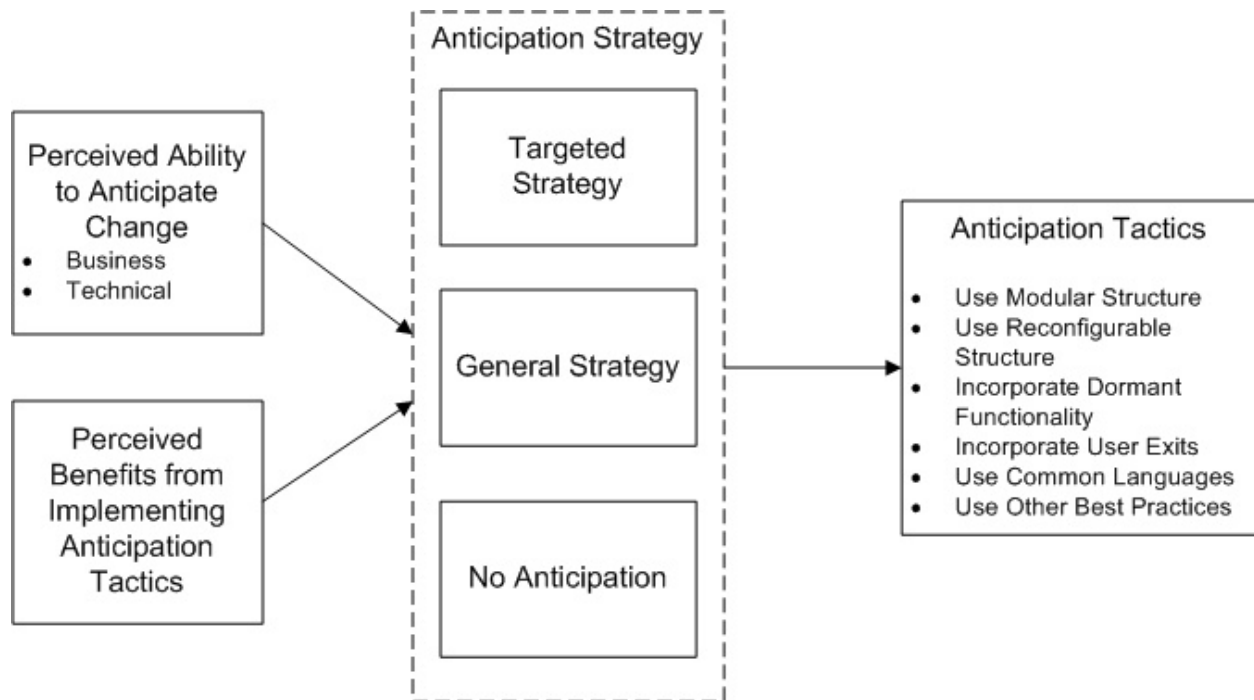 Perceived Ability
to Anticipate
Change
• Business
• Technical
Perceived
Benefits from
Implementing
Anticipation
Tactics
Anticipation Strategy
Targeted
Strategy
General Strategy
No Anticipation
Anticipation Tactics
• Use Modular Structure
• Use Reconfigurable
Structure
• Incorporate Dormant
Functionality
• Incorporate User Exits
• Use Common Languages
• Use Other Best Practices